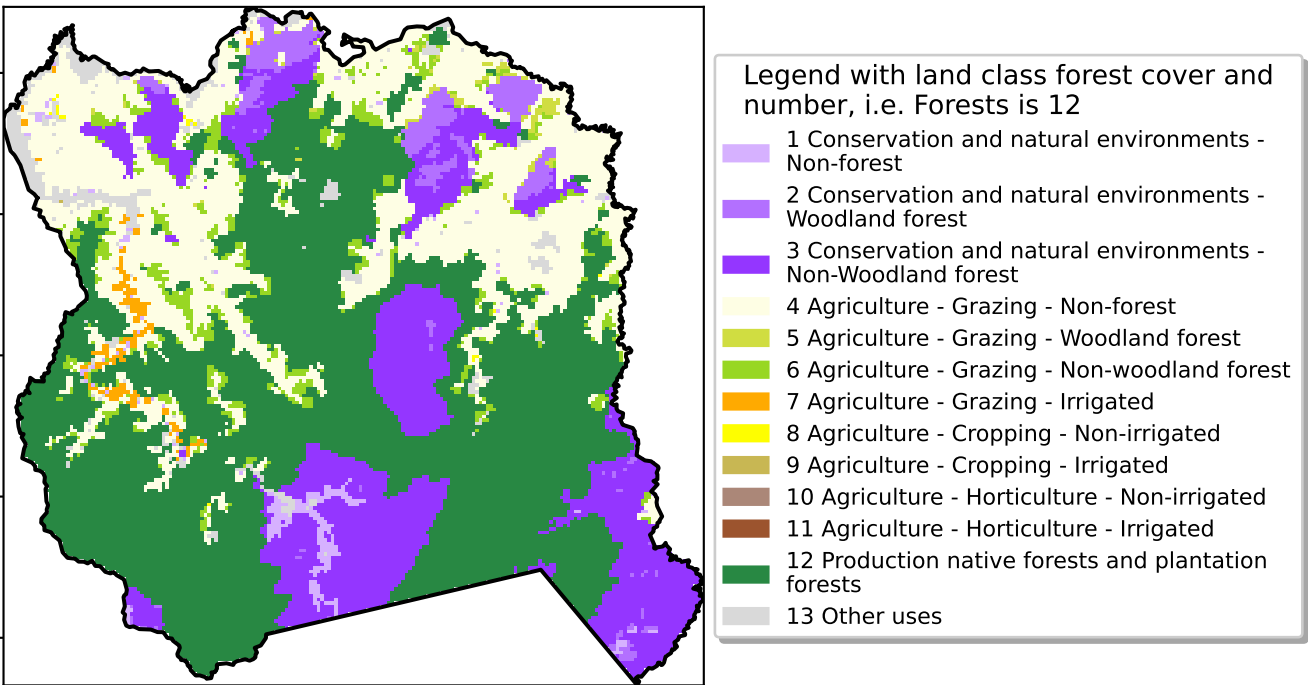 Legend with land class forest cover and
number, i.e. Forests is 12
1 Conservation and natural environments -
Non-forest
2 Conservation and natural environments -
Woodland forest
3 Conservation and natural environments -
Non-Woodland forest
4 Agriculture - Grazing - Non-forest
5 Agriculture - Grazing - Woodland forest
6 Agriculture - Grazing - Non-woodland forest
7 Agriculture - Grazing - Irrigated
8 Agriculture - Cropping - Non-irrigated
9 Agriculture - Cropping - Irrigated
10 Agriculture - Horticulture - Non-irrigated
11 Agriculture - Horticulture - Irrigated
12 Production native forests and plantation
forests
13 Other uses